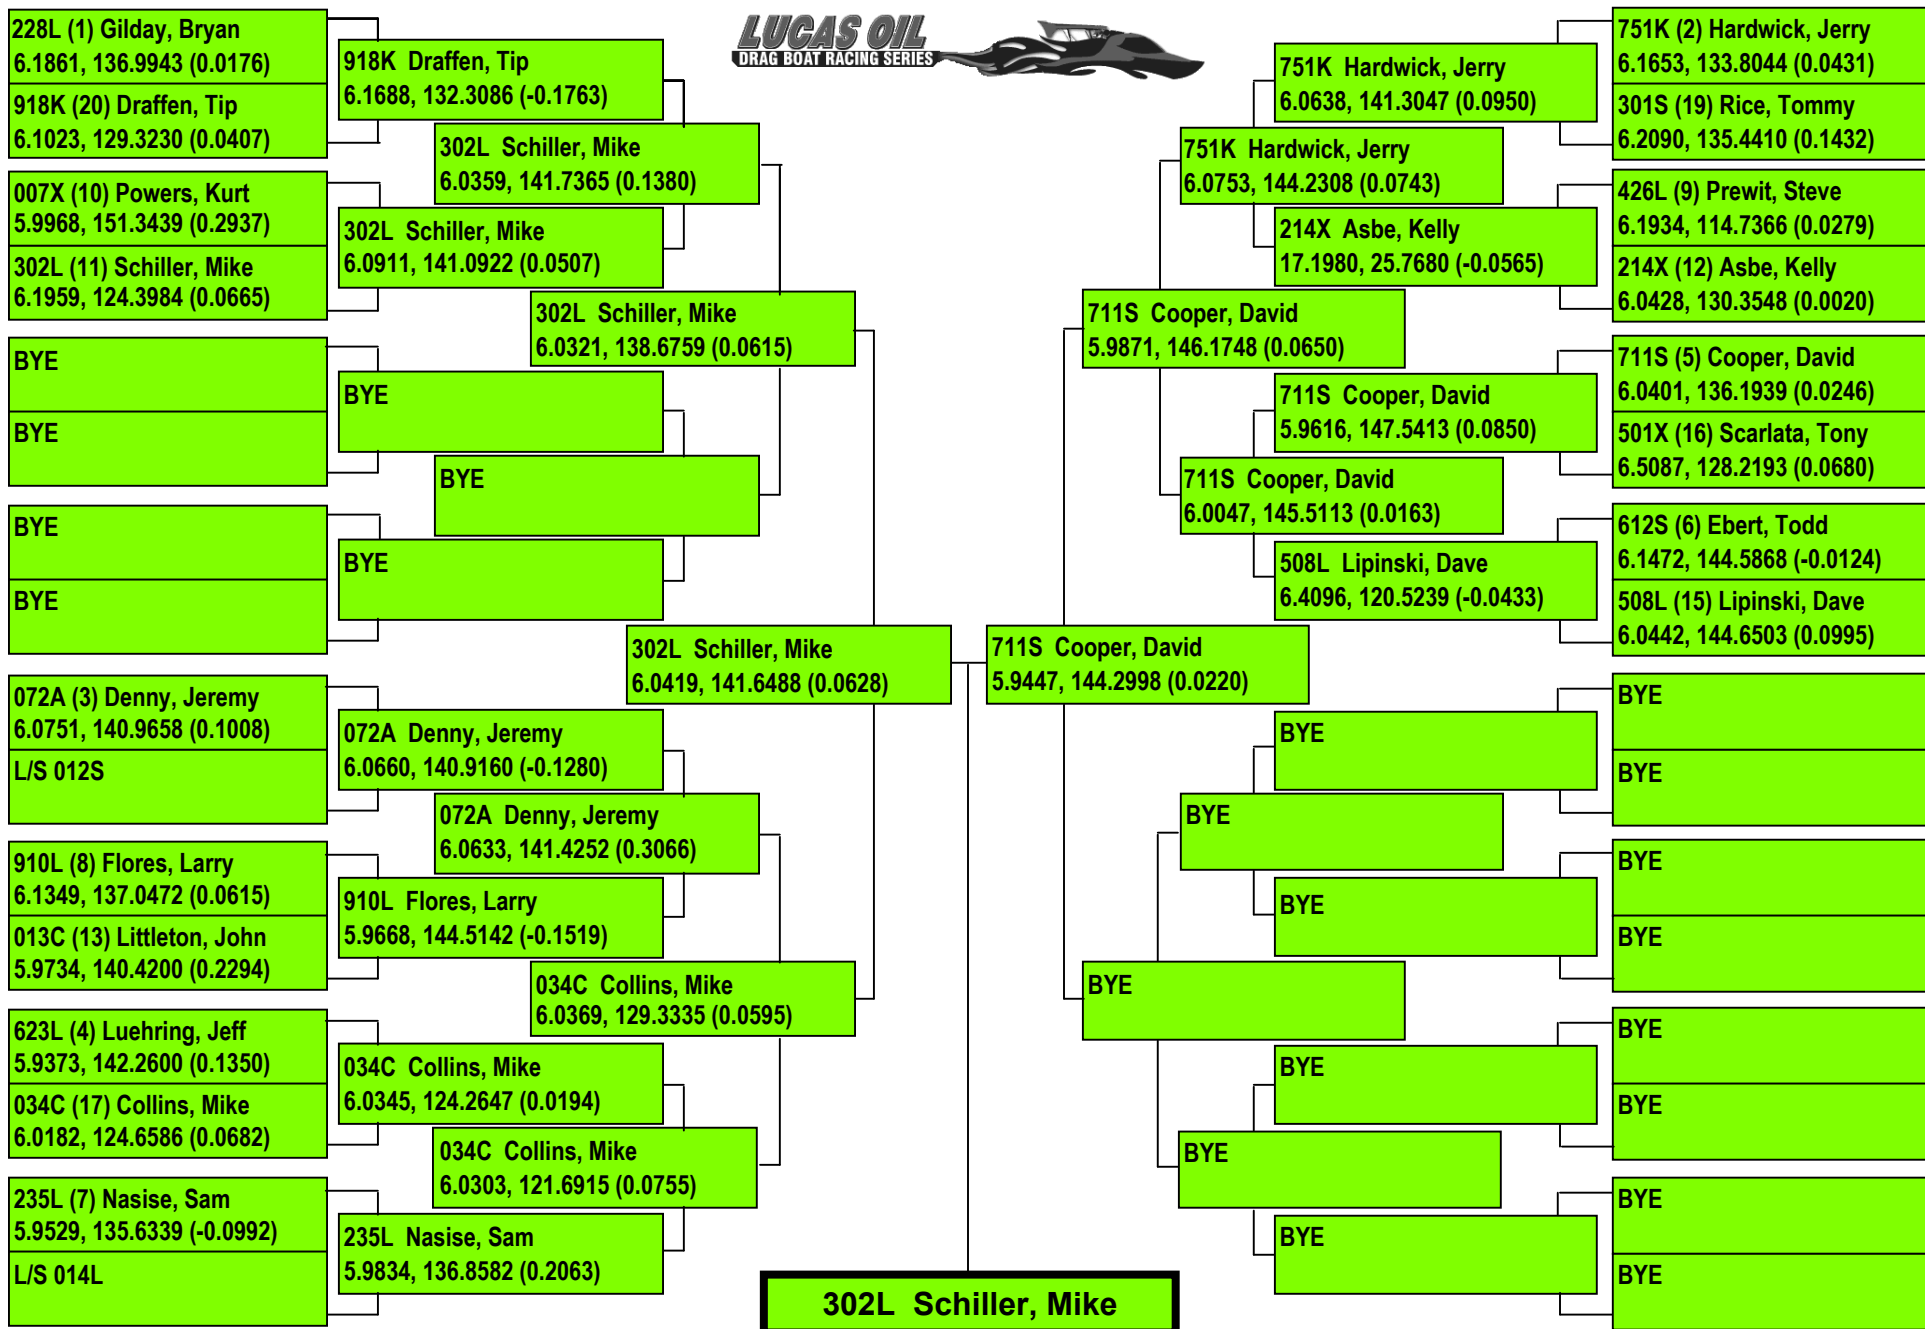 LUCAS OIL
DRAG BOAT RACING SERIES
228L (1) Gilday, Bryan
6.1861, 136.9943 (0.0176)
918K (20) Draffen, Tip
6.1023, 129.3230 (0.0407)
007X (10) Powers, Kurt
5.9968, 151.3439 (0.2937)
302L (11) Schiller, Mike
6.1959, 124.3984 (0.0665)
BYE
BYE
BYE
BYE
072A (3) Denny, Jeremy
6.0751, 140.9658 (0.1008)
L/S 012S
910L (8) Flores, Larry
6.1349, 137.0472 (0.0615)
013C (13) Littleton, John
5.9734, 140.4200 (0.2294)
623L (4) Luehring, Jeff
5.9373, 142.2600 (0.1350)
034C (17) Collins, Mike
6.0182, 124.6586 (0.0682)
235L (7) Nasise, Sam
5.9529, 135.6339 (-0.0992)
L/S 014L
918K Draffen, Tip
6.1688, 132.3086 (-0.1763)
302L Schiller, Mike
6.0911, 141.0922 (0.0507)
BYE
BYE
072A Denny, Jeremy
6.0660, 140.9160 (-0.1280)
910L Flores, Larry
5.9668, 144.5142 (-0.1519)
034C Collins, Mike
6.0345, 124.2647 (0.0194)
235L Nasise, Sam
5.9834, 136.8582 (0.2063)
302L Schiller, Mike
6.0359, 141.7365 (0.1380)
BYE
072A Denny, Jeremy
6.0633, 141.4252 (0.3066)
034C Collins, Mike
6.0303, 121.6915 (0.0755)
302L Schiller, Mike
6.0321, 138.6759 (0.0615)
034C Collins, Mike
6.0369, 129.3335 (0.0595)
302L Schiller, Mike
6.0419, 141.6488 (0.0628)
711S Cooper, David
5.9447, 144.2998 (0.0220)
711S Cooper, David
5.9871, 146.1748 (0.0650)
BYE
751K Hardwick, Jerry
6.0753, 144.2308 (0.0743)
711S Cooper, David
6.0047, 145.5113 (0.0163)
BYE
BYE
751K Hardwick, Jerry
6.0638, 141.3047 (0.0950)
214X Asbe, Kelly
17.1980, 25.7680 (-0.0565)
711S Cooper, David
5.9616, 147.5413 (0.0850)
508L Lipinski, Dave
6.4096, 120.5239 (-0.0433)
BYE
BYE
BYE
BYE
751K (2) Hardwick, Jerry
6.1653, 133.8044 (0.0431)
301S (19) Rice, Tommy
6.2090, 135.4410 (0.1432)
426L (9) Prewit, Steve
6.1934, 114.7366 (0.0279)
214X (12) Asbe, Kelly
6.0428, 130.3548 (0.0020)
711S (5) Cooper, David
6.0401, 136.1939 (0.0246)
501X (16) Scarlata, Tony
6.5087, 128.2193 (0.0680)
612S (6) Ebert, Todd
6.1472, 144.5868 (-0.0124)
508L (15) Lipinski, Dave
6.0442, 144.6503 (0.0995)
BYE
BYE
BYE
BYE
BYE
BYE
BYE
BYE
302L Schiller, Mike